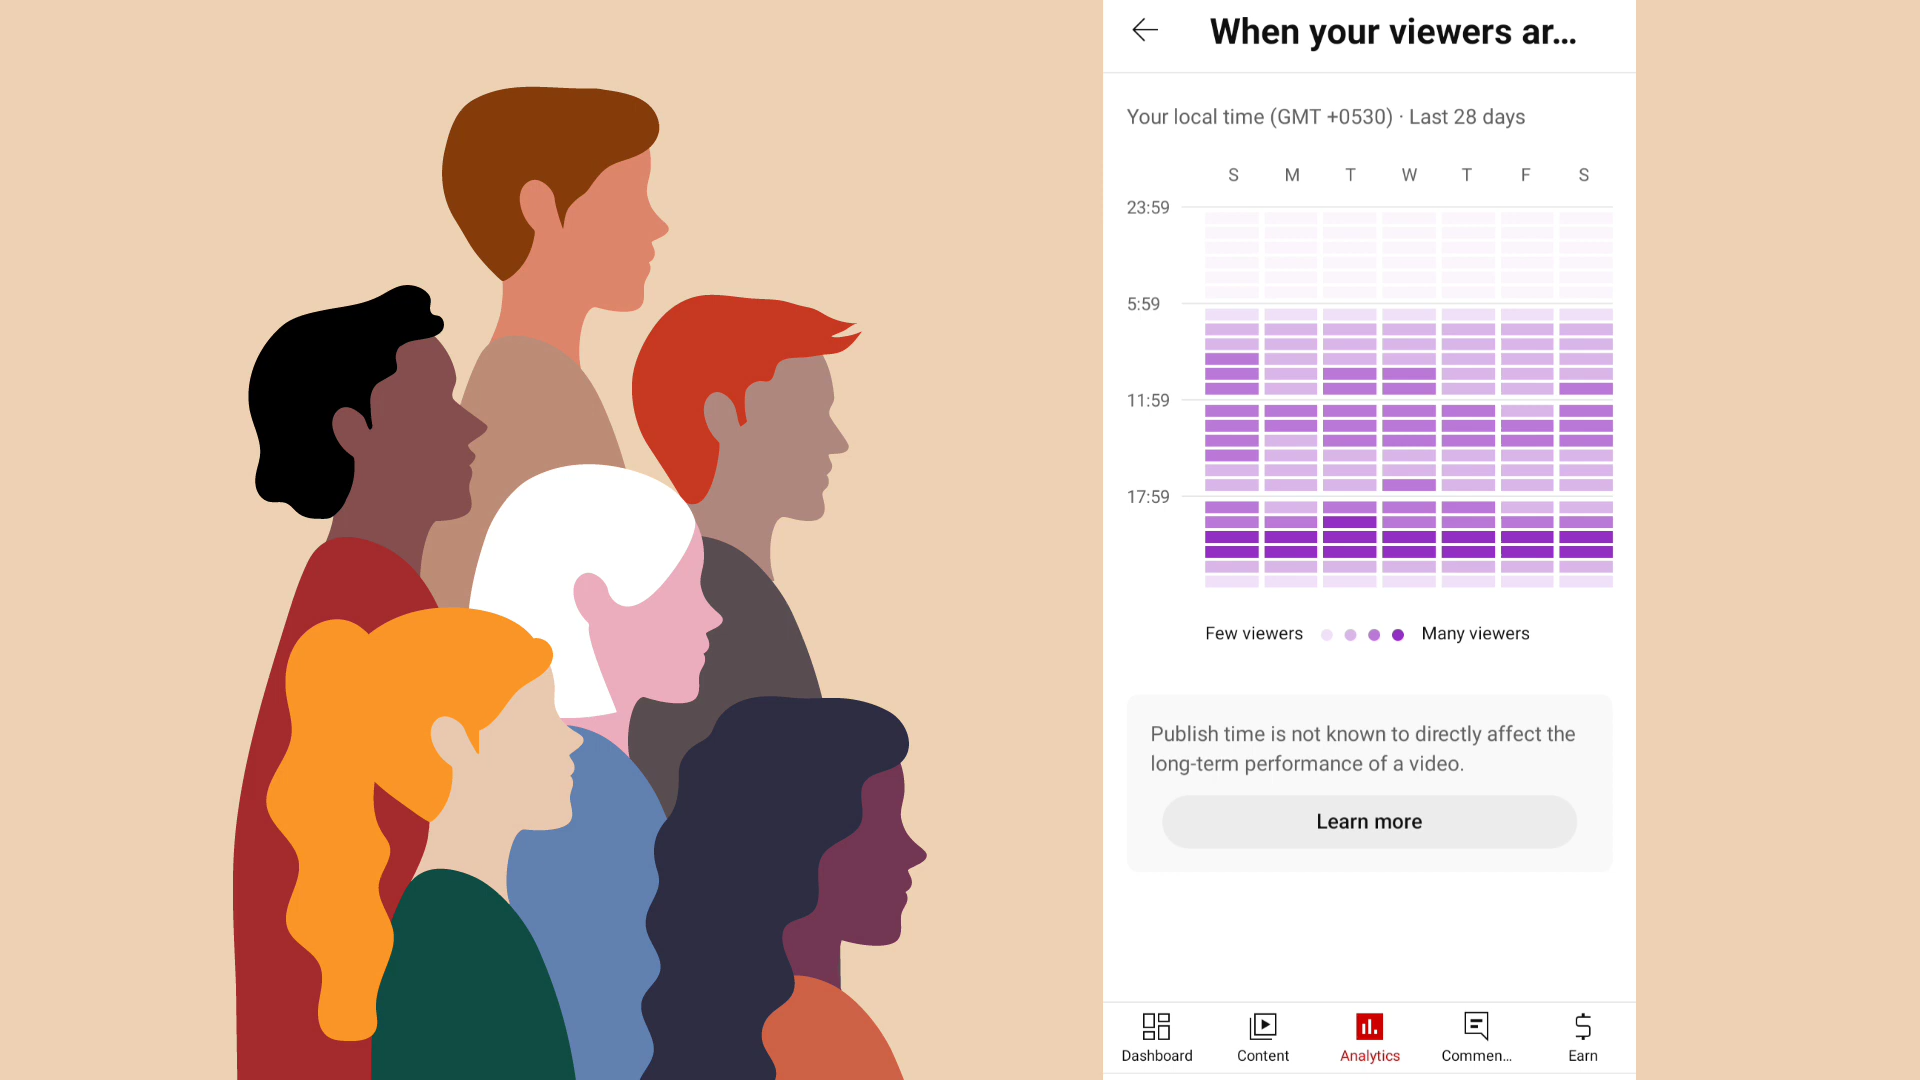 When your viewers ar...
Your local time (GMT +0530) · Last 28 days
S M T W T F S
23:59
5:59
11:59
17:59
Few viewers Many viewers
Publish time is not known to directly affect the
long-term performance of a video.
Learn more
Dashboard Content Analytics Commen... Earn